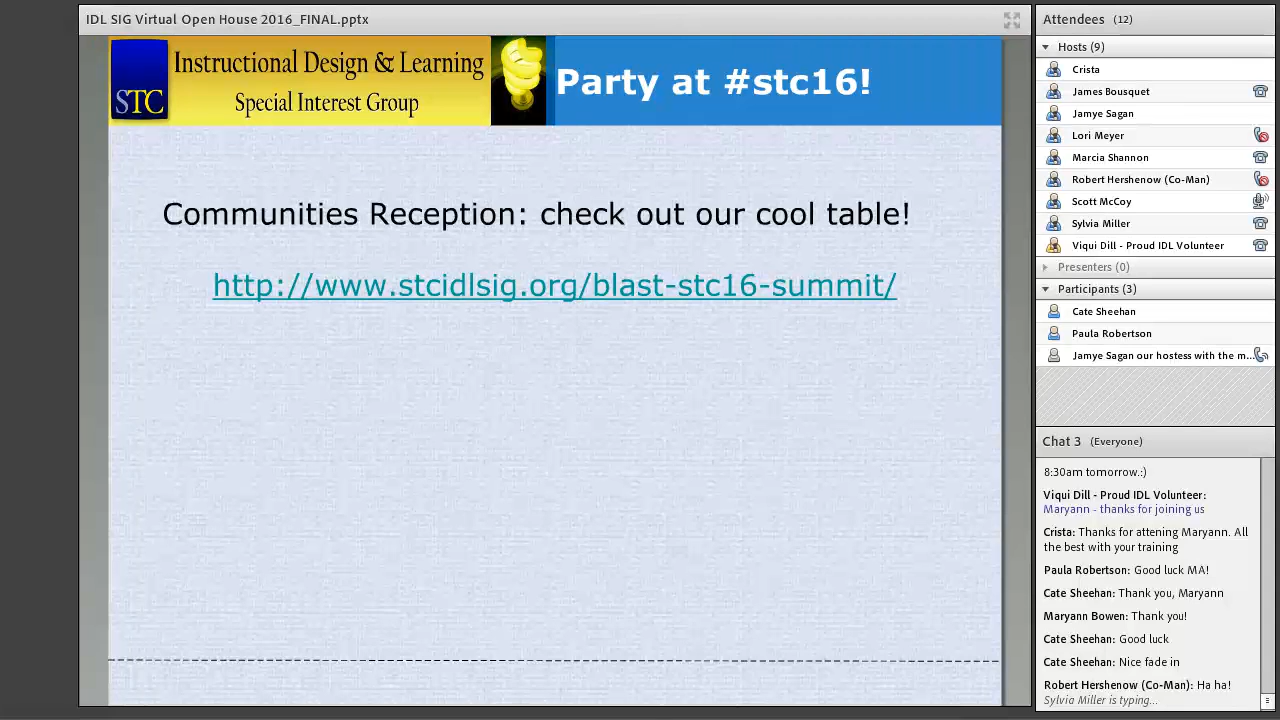 IDL SIG Virtual Open House 2016_FINAL.pptx
STC
Instructional Design & Learning
Special Interest Group
Party at #stc16!
Communities Reception: check out our cool table!
http://www.stcidlsig.org/blast-stc16-summit/
Attendees (12)
Hosts (9)
Crista
James Bousquet
Jamye Sagan
Lori Meyer
Marcia Shannon
Robert Hershenow (Co-Man)
Scott McCoy
Sylvia Miller
Viqui Dill - Proud IDL Volunteer
Presenters (0)
Participants (3)
Cate Sheehan
Paula Robertson
Jamye Sagan our hostess with the m...
Chat 3 (Everyone)
8:30am tomorrow.:)
Viqui Dill - Proud IDL Volunteer:
Maryann - thanks for joining us
Crista: Thanks for attening Maryann. All
the best with your training
Paula Robertson: Good luck MA!
Cate Sheehan: Thank you, Maryann
Maryann Bowen: Thank you!
Cate Sheehan: Good luck
Cate Sheehan: Nice fade in
Robert Hershenow (Co-Man): Ha ha!
Sylvia Miller is typing...